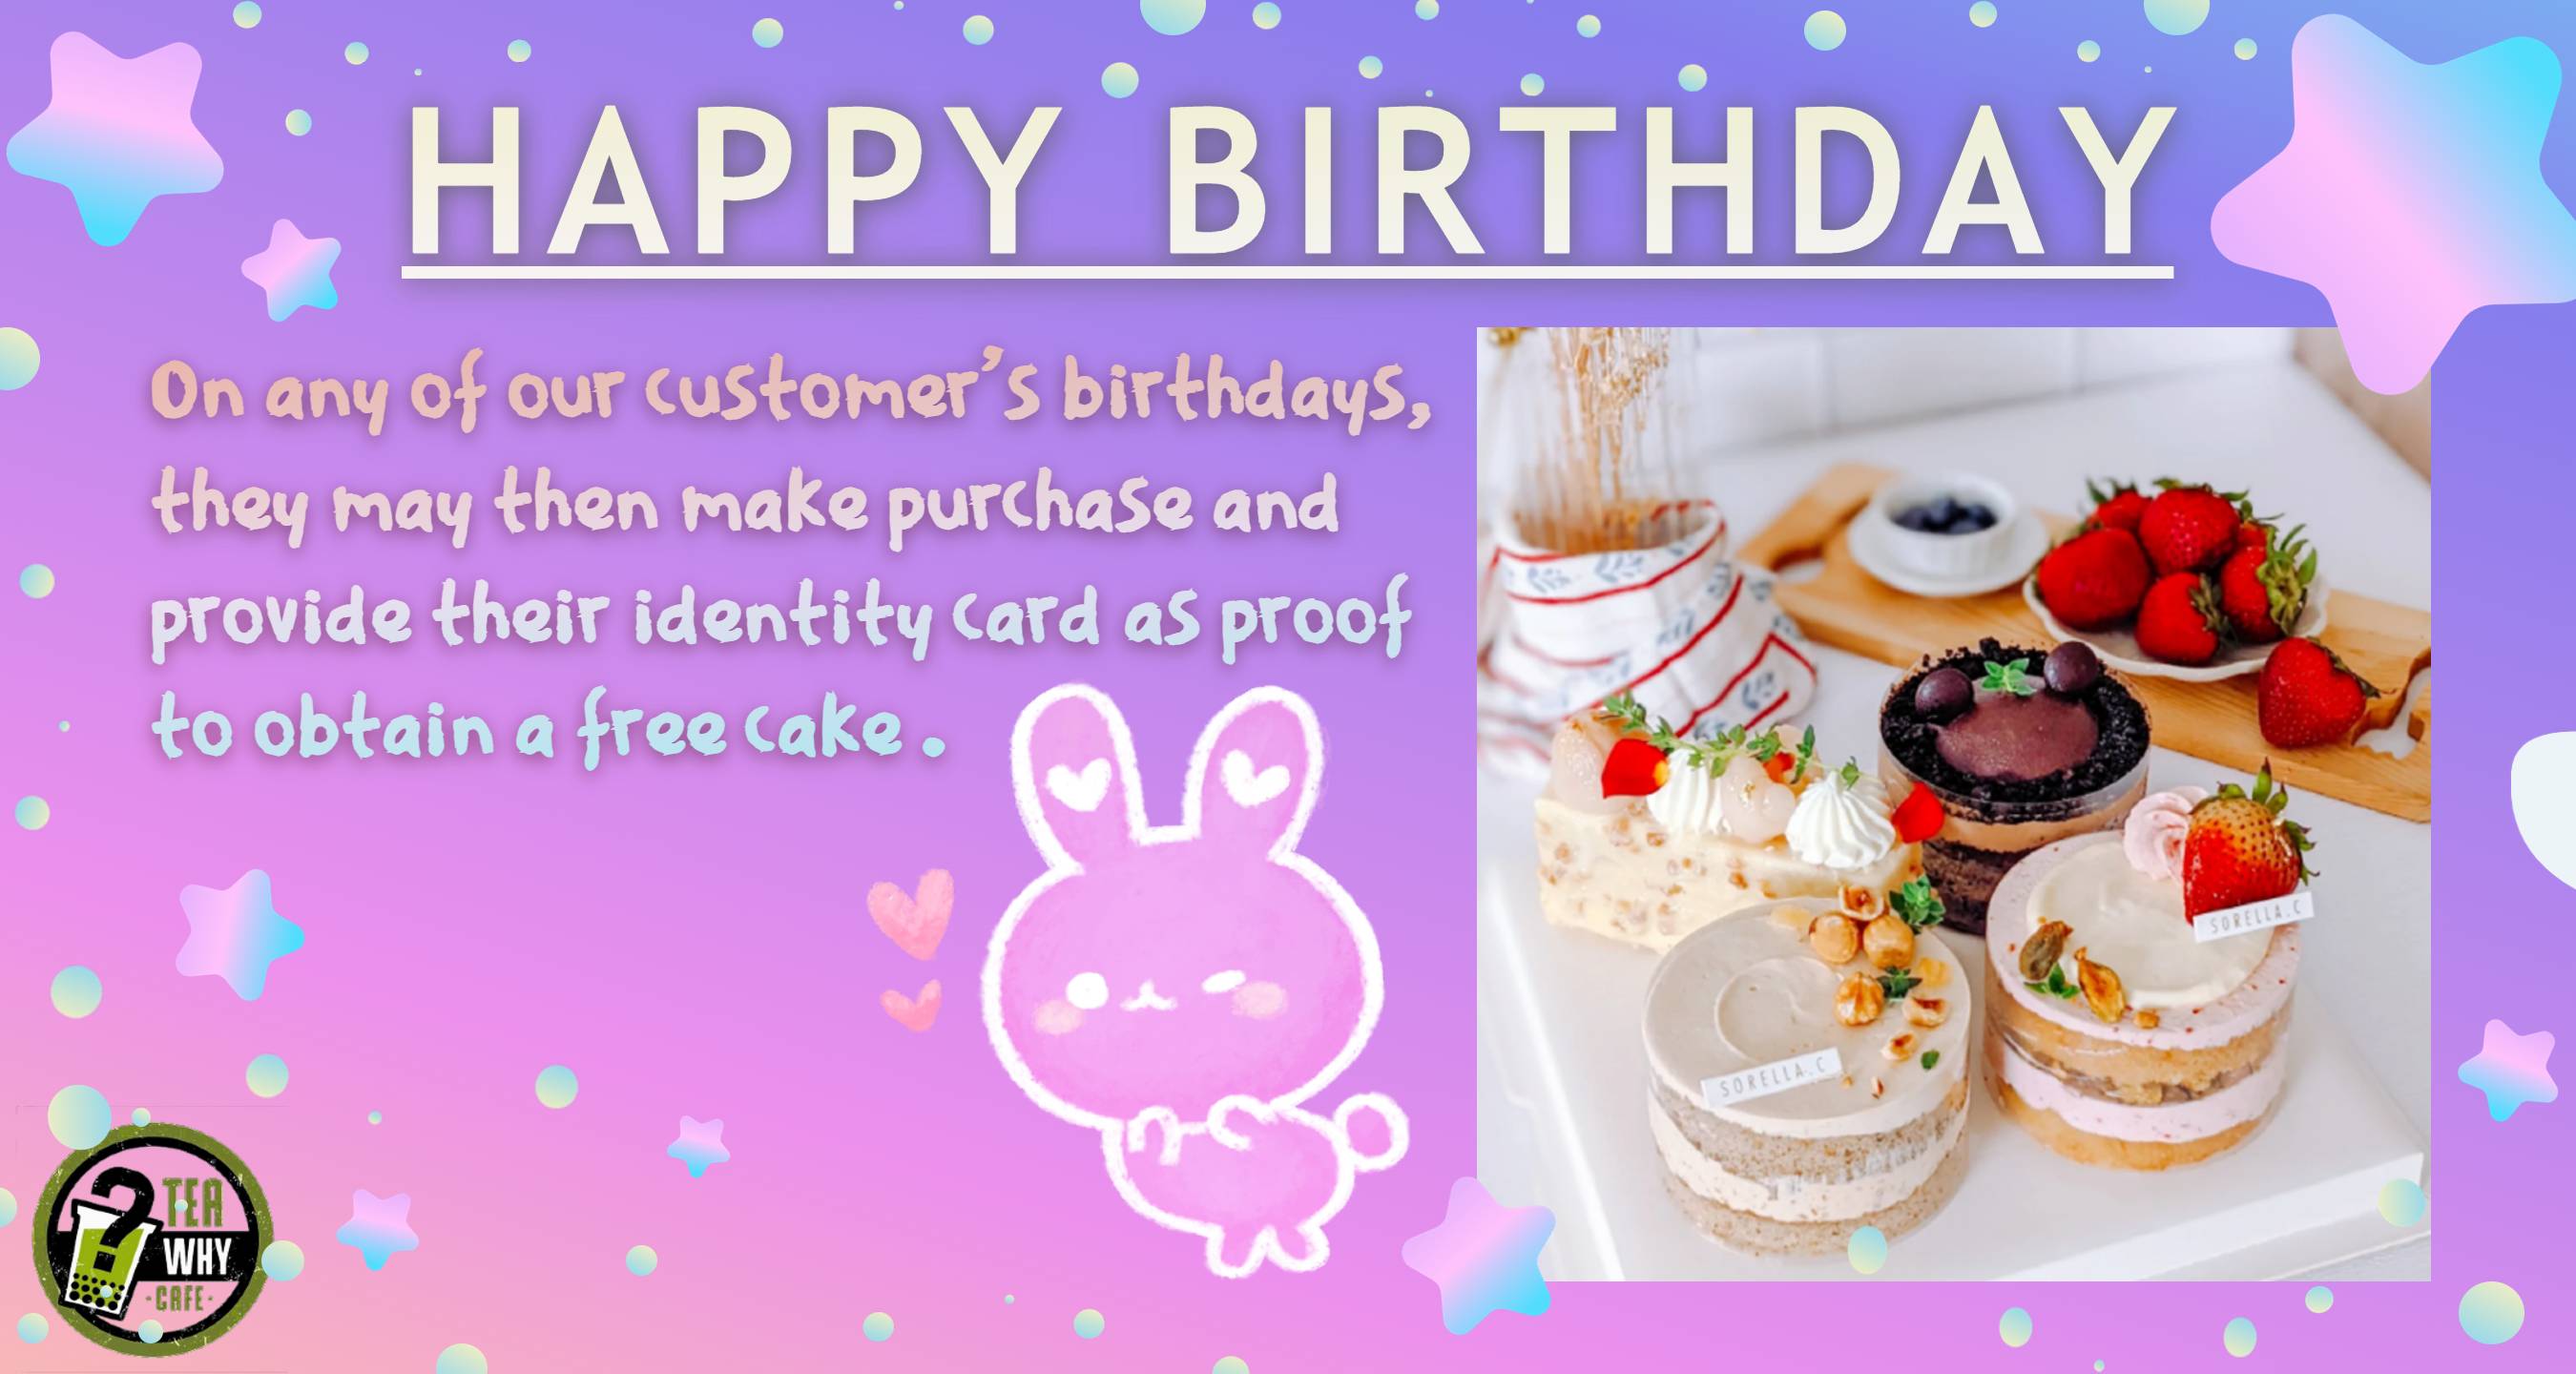 HAPPY BIRTHDAY
On any of our customer's birthdays,
they may then make purchase and
provide their identity card as proof
to obtain a free cake .
SORELLA.C
SORELLA.C
TEA
WHY
·CAFE·